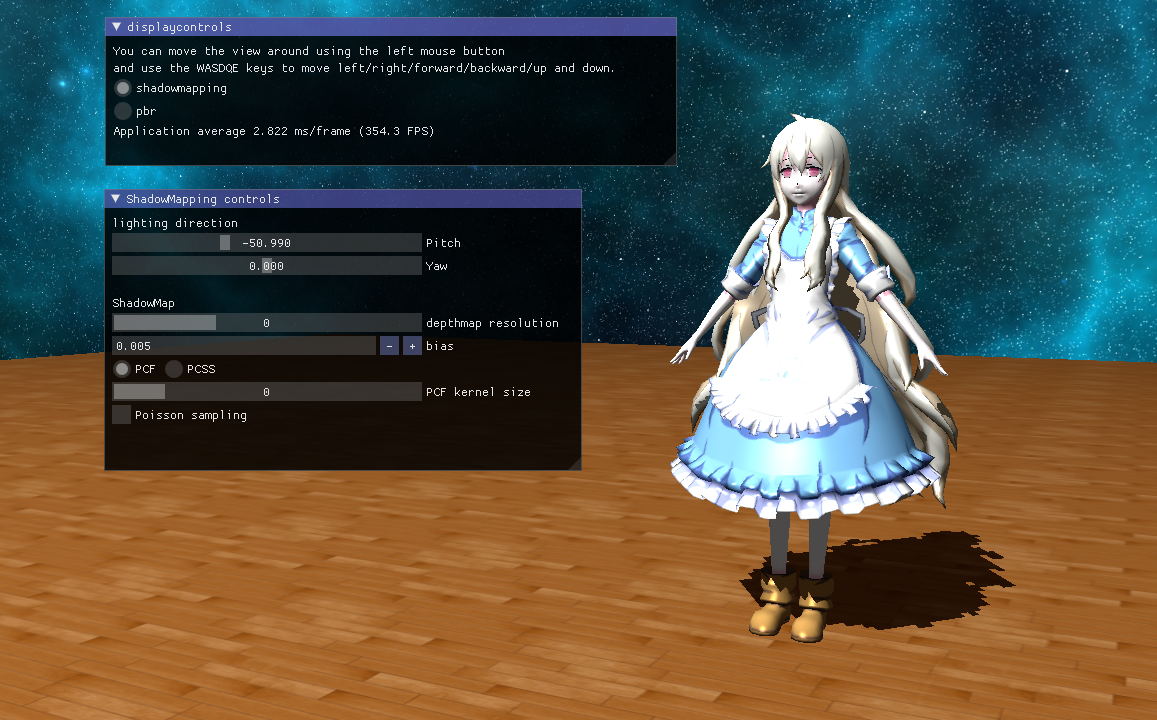 displaycontrols
You can move the view around using the left mouse button
and use the WASDQE keys to move left/right/forward/backward/up and down.
shadowmapping
pbr
Application average 2.822 ms/frame (354.3 FPS)
ShadowMapping controls
lighting direction
-50.990 Pitch
0.000 Yaw
ShadowMap
0 depthmap resolution
0.005 - + bias
PCF PCSS
0 PCF kernel size
Poisson sampling